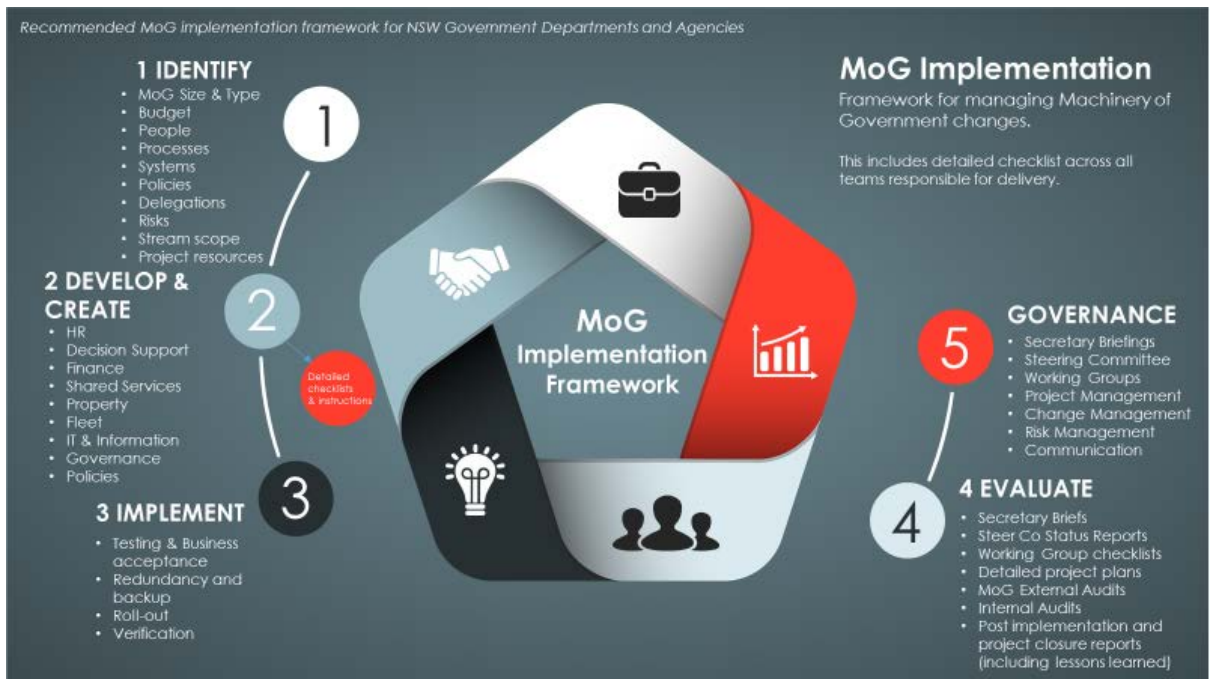 Recommended MoG implementation framework for NSW Government Departments and Agencies
1 IDENTIFY
• MoG Size & Type
• Budget
• People
• Processes
• Systems
• Policies
• Delegations
• Risks
• Stream scope
• Project resources
1
2 DEVELOP &
CREATE
• HR
• Decision Support
• Finance
• Shared Services
• Property
• Fleet
• IT & Information
• Governance
• Policies
2
Detailed
checklists
& instructions
3 IMPLEMENT
• Testing & Business
acceptance
• Redundancy and
backup
• Roll-out
• Verification
3
MoG
Implementation
Framework
MoG Implementation
Framework for managing Machinery of
Government changes.
This includes detailed checklist across all
teams responsible for delivery.
5
GOVERNANCE
• Secretary Briefings
• Steering Committee
• Working Groups
• Project Management
• Change Management
• Risk Management
• Communication
4
4 EVALUATE
• Secretary Briefs
• Steer Co Status Reports
• Working Group checklists
• Detailed project plans
• MoG External Audits
• Internal Audits
• Post implementation and
project closure reports
(including lessons learned)